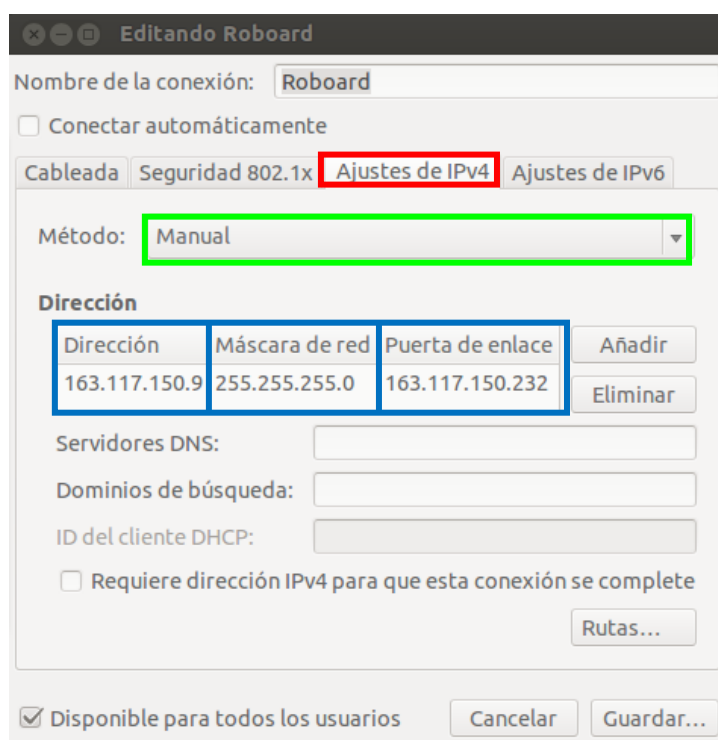 Editando Roboard
Nombre de la conexión: Roboard
Conectar automáticamente
Cableada Seguridad 802.1x Ajustes de IPv4 Ajustes de IPv6
Método: Manual
Dirección
Dirección Máscara de red Puerta de enlace Añadir
163.117.150.9 255.255.255.0 163.117.150.232 Eliminar
Servidores DNS:
Dominios de búsqueda:
ID del cliente DHCP:
Requiere dirección IPv4 para que esta conexión se complete
Rutas...
Disponible para todos los usuarios Cancelar Guardar...